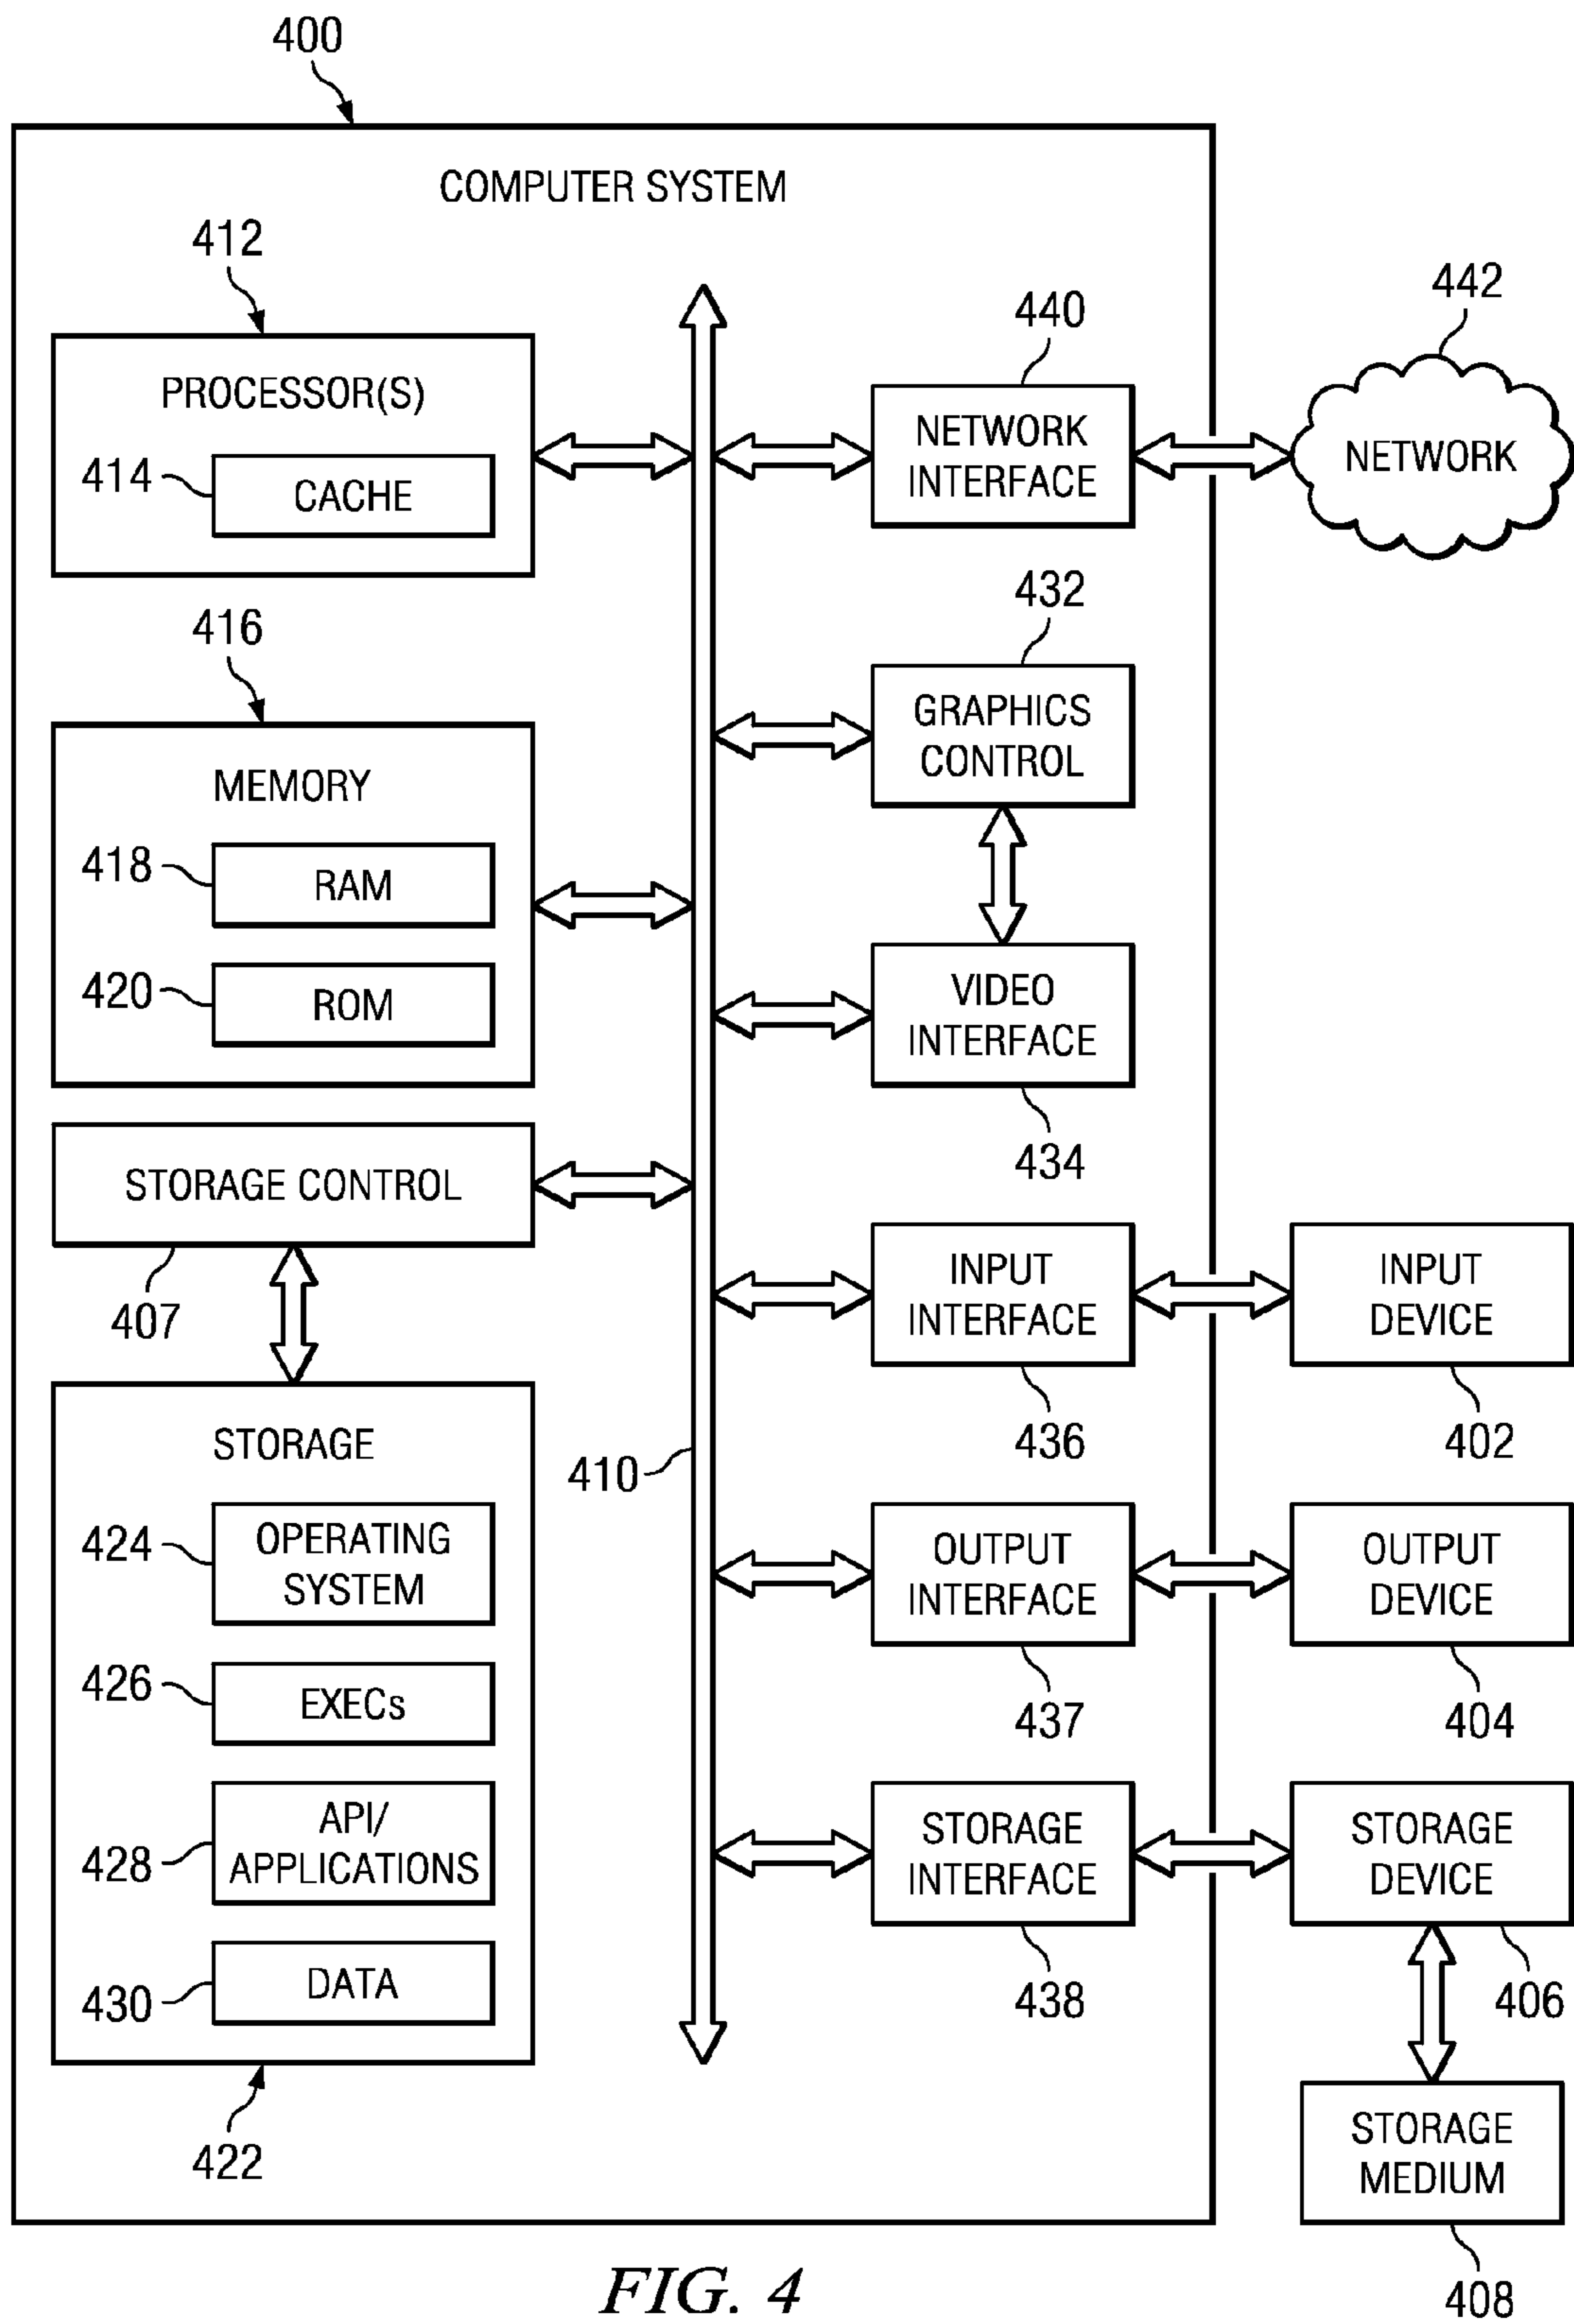 400
COMPUTER SYSTEM
412
PROCESSOR(S)
414
CACHE
416
MEMORY
418
RAM
420
ROM
STORAGE CONTROL
407
STORAGE
424
OPERATING
SYSTEM
426
EXECs
428
API/
APPLICATIONS
430
DATA
422
410
440
NETWORK
INTERFACE
442
NETWORK
432
GRAPHICS
CONTROL
VIDEO
INTERFACE
434
INPUT
INTERFACE
436
INPUT
DEVICE
402
OUTPUT
INTERFACE
437
OUTPUT
DEVICE
404
STORAGE
INTERFACE
438
STORAGE
DEVICE
406
STORAGE
MEDIUM
408
FIG. 4